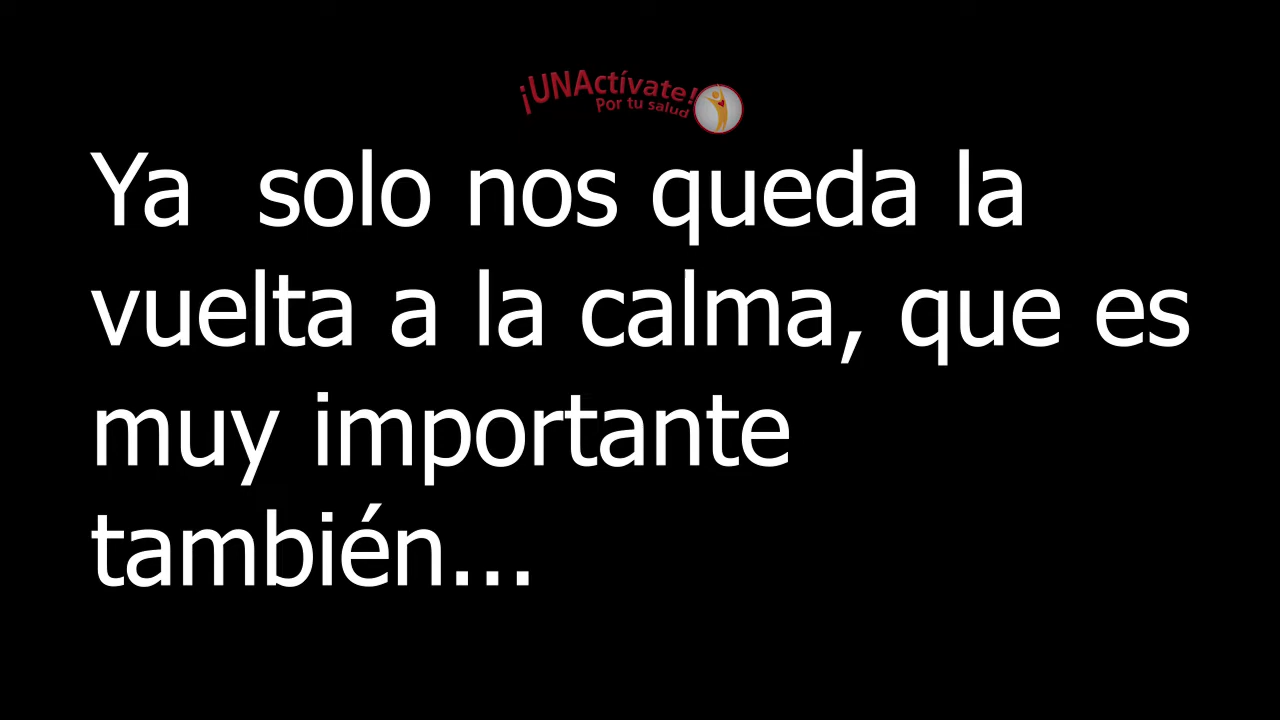 ¡UNActívate!
Por tu salud
Ya  solo nos queda la
vuelta a la calma, que es
muy importante
también...